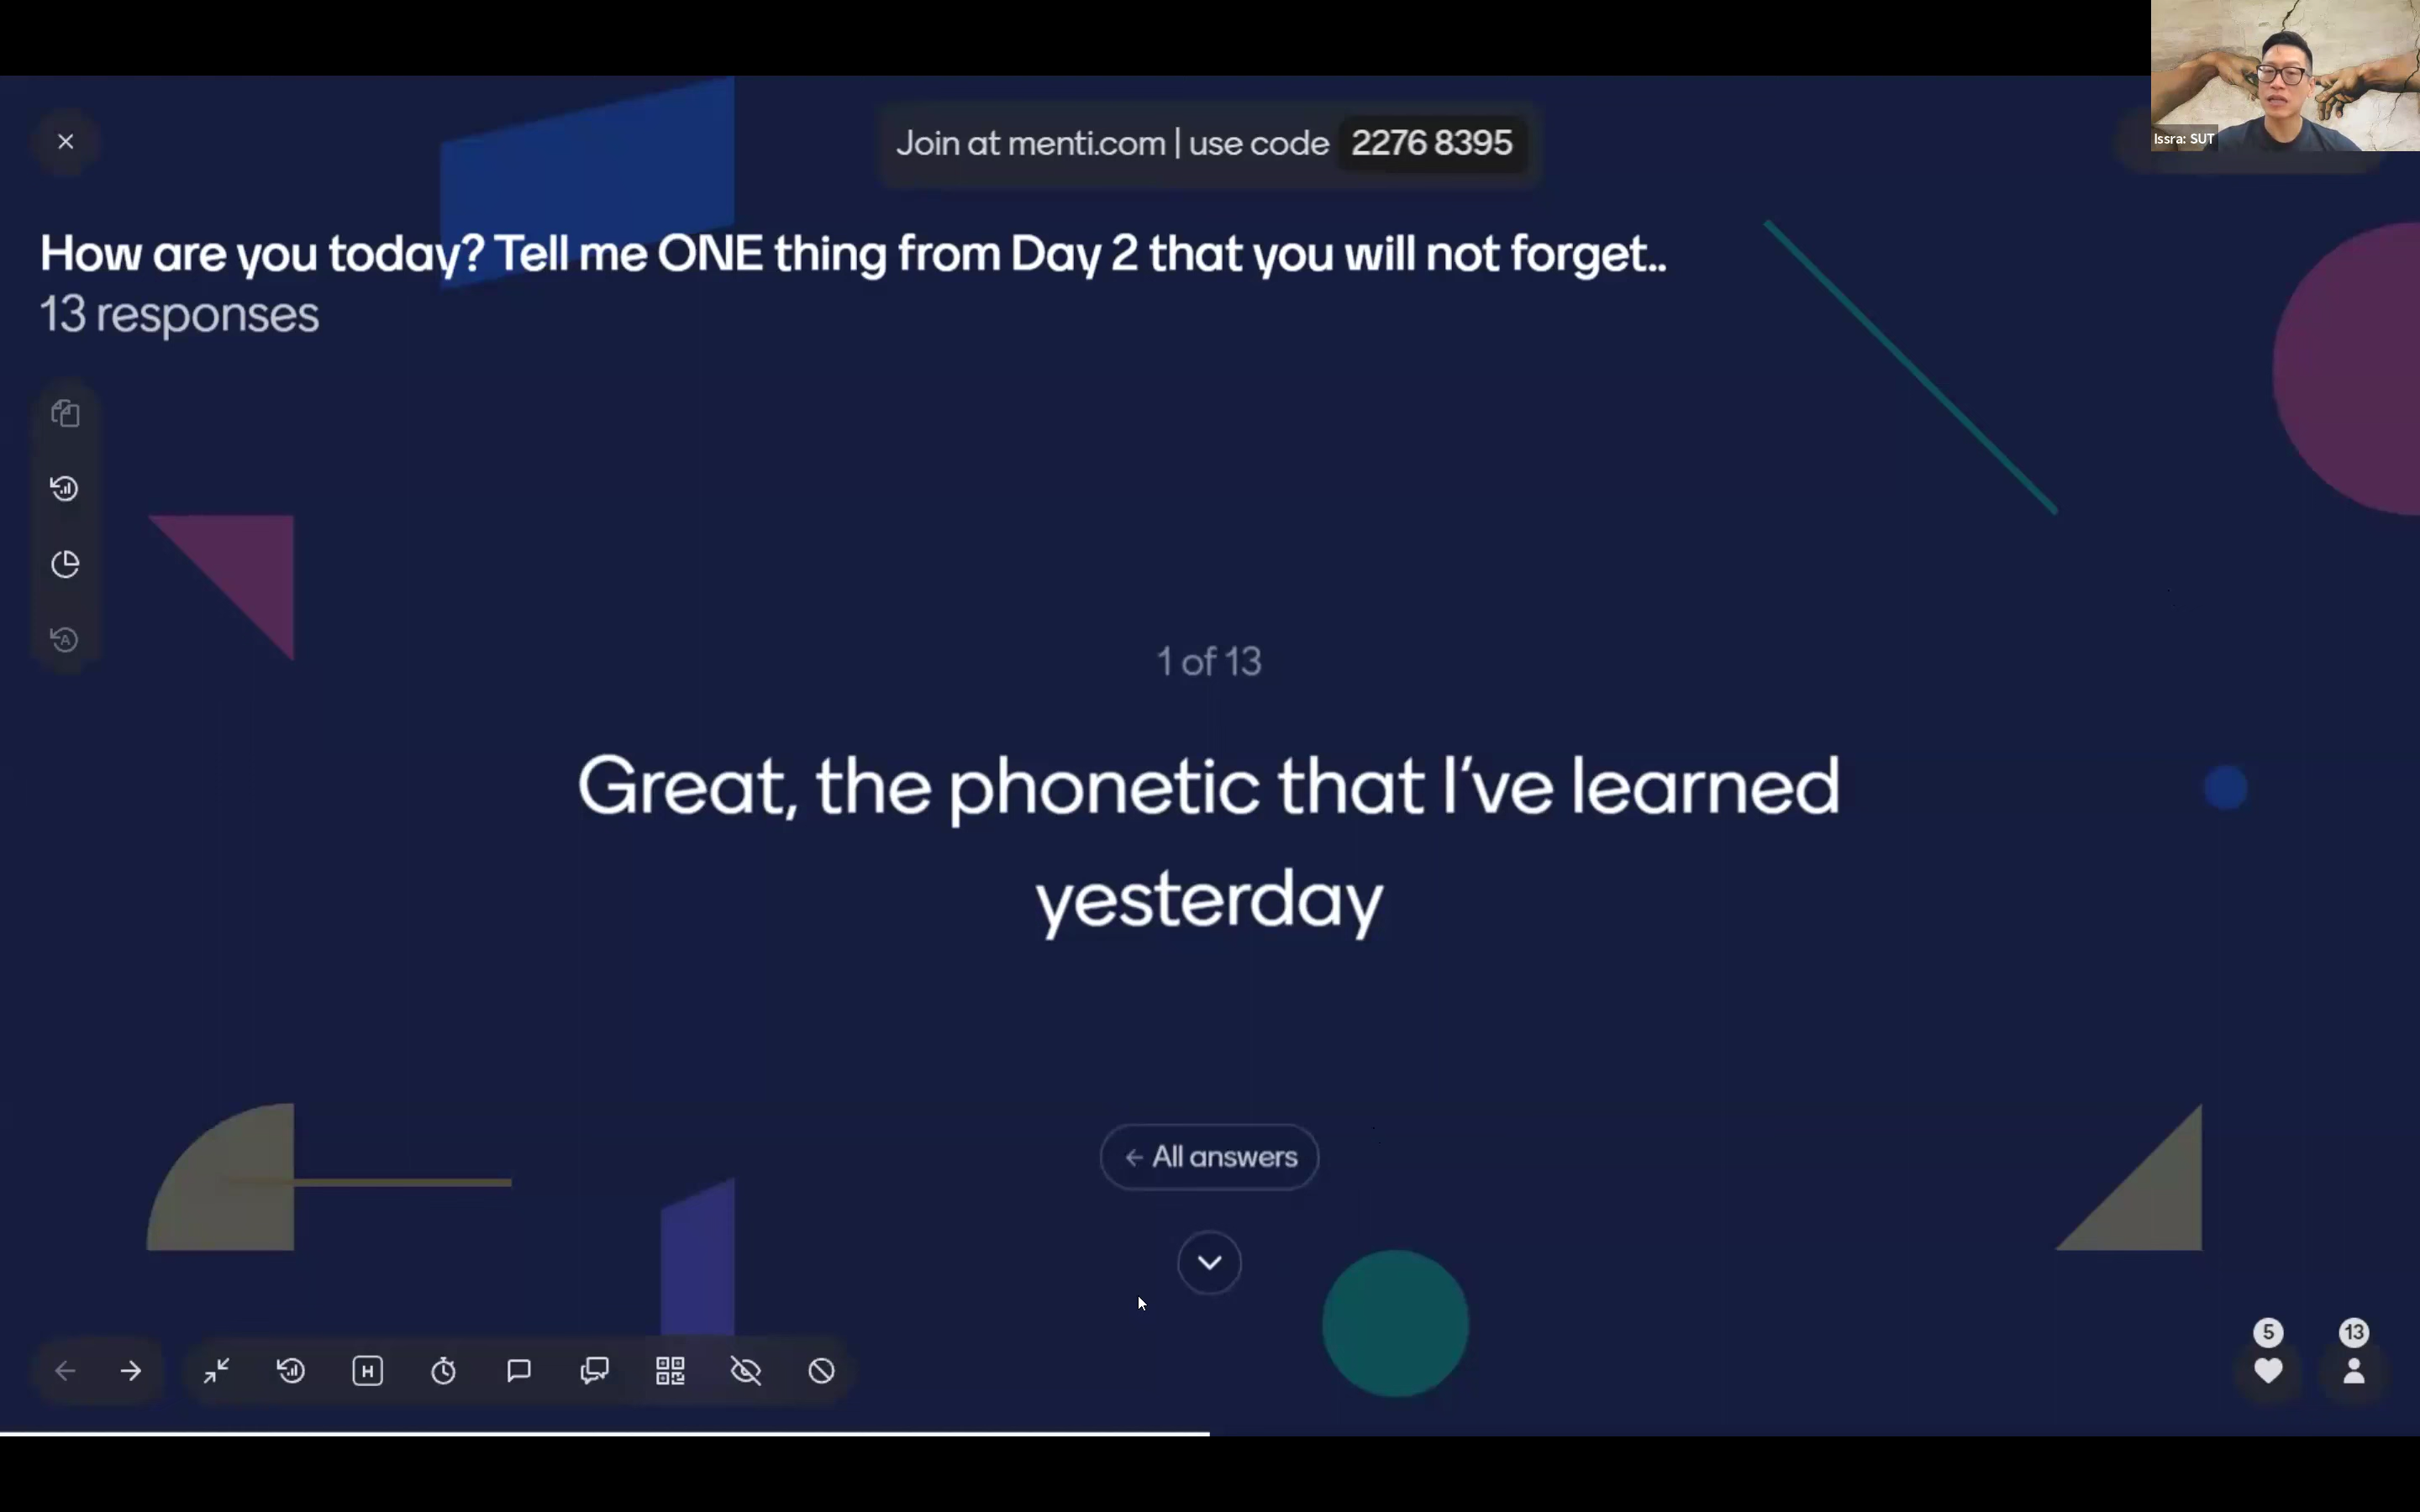 Join at menti.com | use code 2276 8395
Issra: SUT
How are you today? Tell me ONE thing from Day 2 that you will not forget..
13 responses
1 of 13
Great, the phonetic that I've learned
yesterday
← All answers
H
5
13